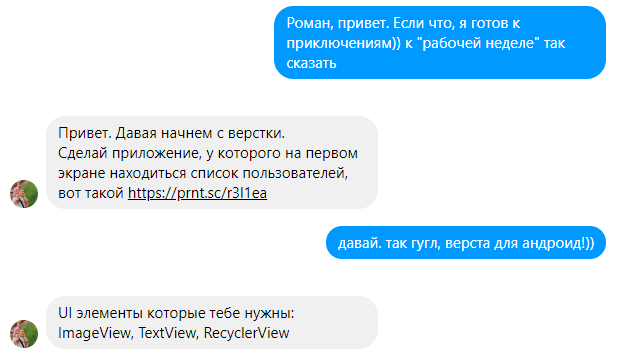 Роман, привет. Если что, я готов к
приключениям)) к "рабочей неделе" так
сказать
Привет. Давая начнем с верстки.
Сделай приложение, у которого на первом
экране находиться список пользователей,
вот такой https://prnt.sc/r3l1ea
давай. так гугл, верста для андроид!))
UI элементы которые тебе нужны:
ImageView, TextView, RecyclerView